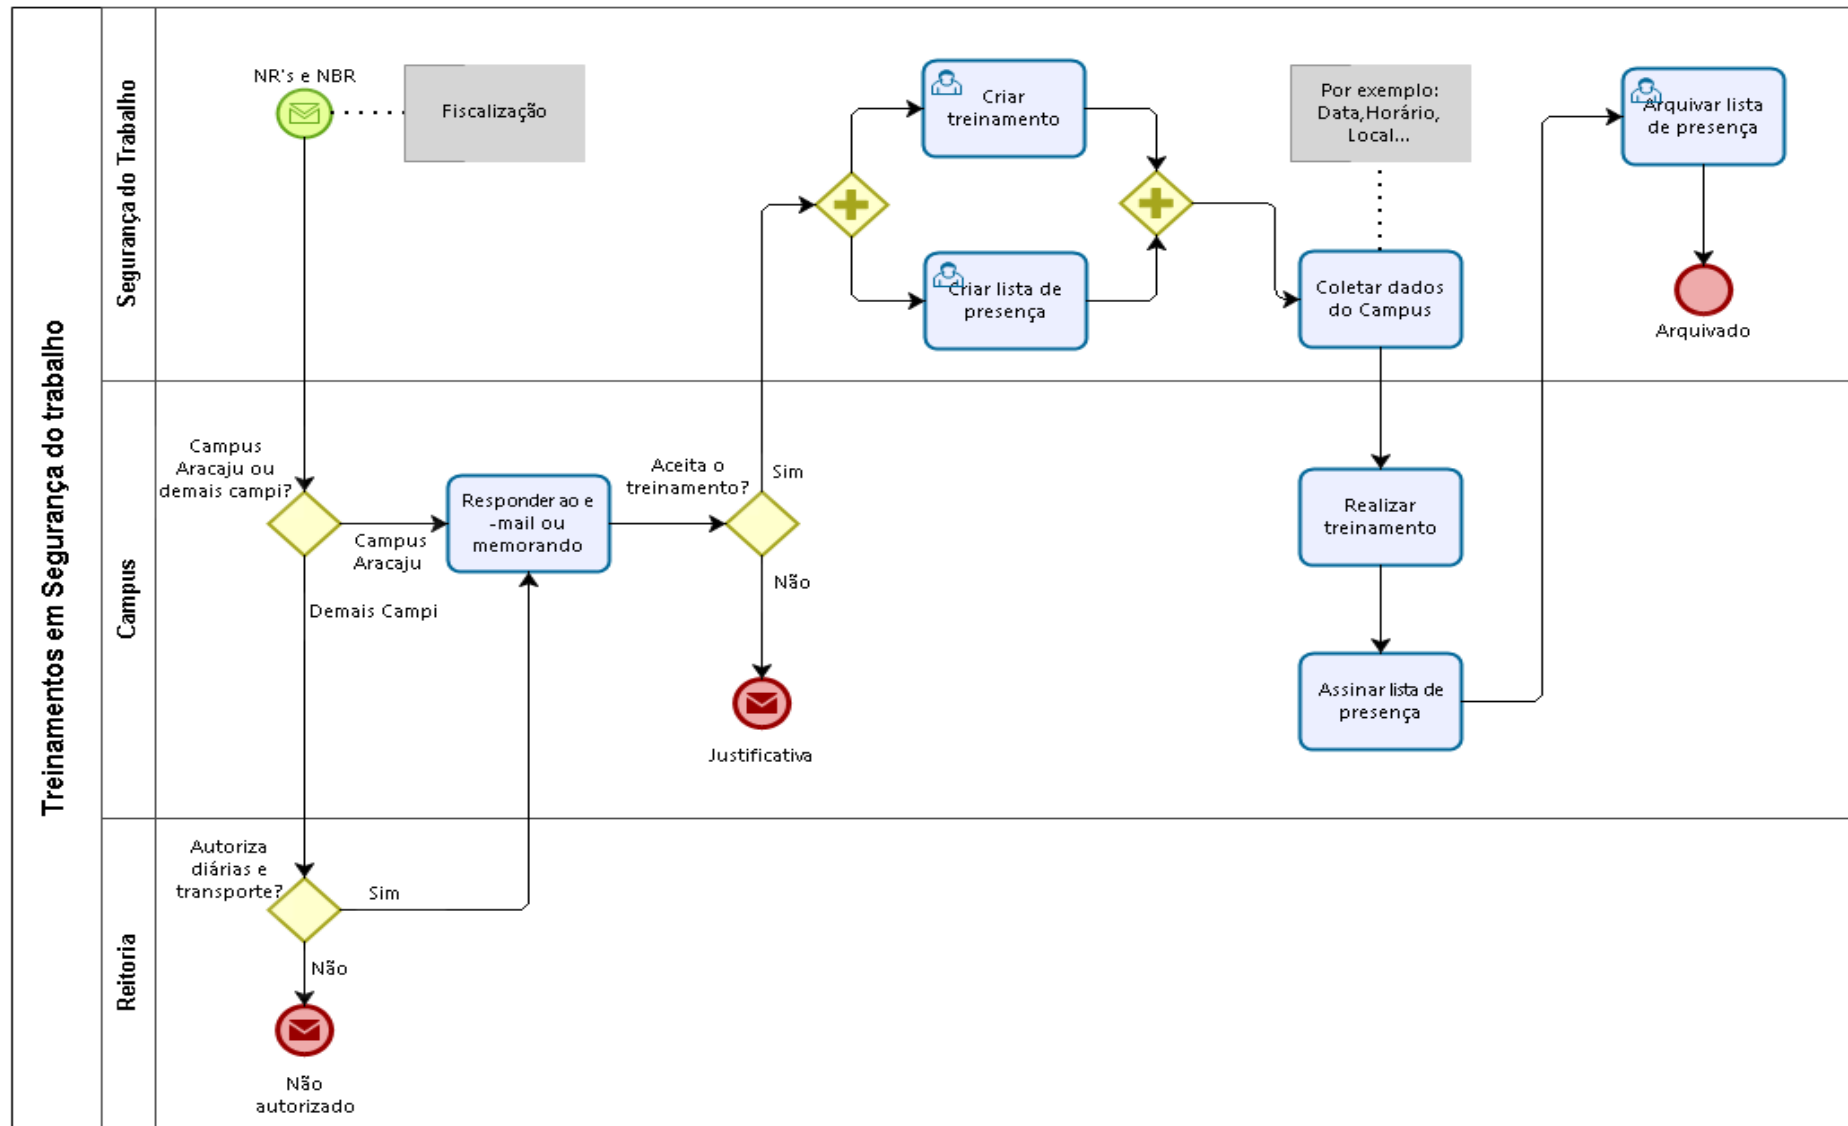 Treinamentos em Segurança do trabalho
Segurança do Trabalho
NR's e NBR
Fiscalização
Criar
treinamento
Criar lista de
presença
Por exemplo:
Data,Horário,
Local...
Coletar dados
do Campus
Arquivar lista
de presença
Arquivado
Campus
Campus
Aracaju ou
demais campi?
Campus
Aracaju
Demais Campi
Responder ao e
-mail ou
memorando
Aceita o
treinamento?
Sim
Não
Justificativa
Realizar
treinamento
Assinar lista de
presença
Reitoria
Autoriza
diárias e
transporte?
Sim
Não
Não
autorizado